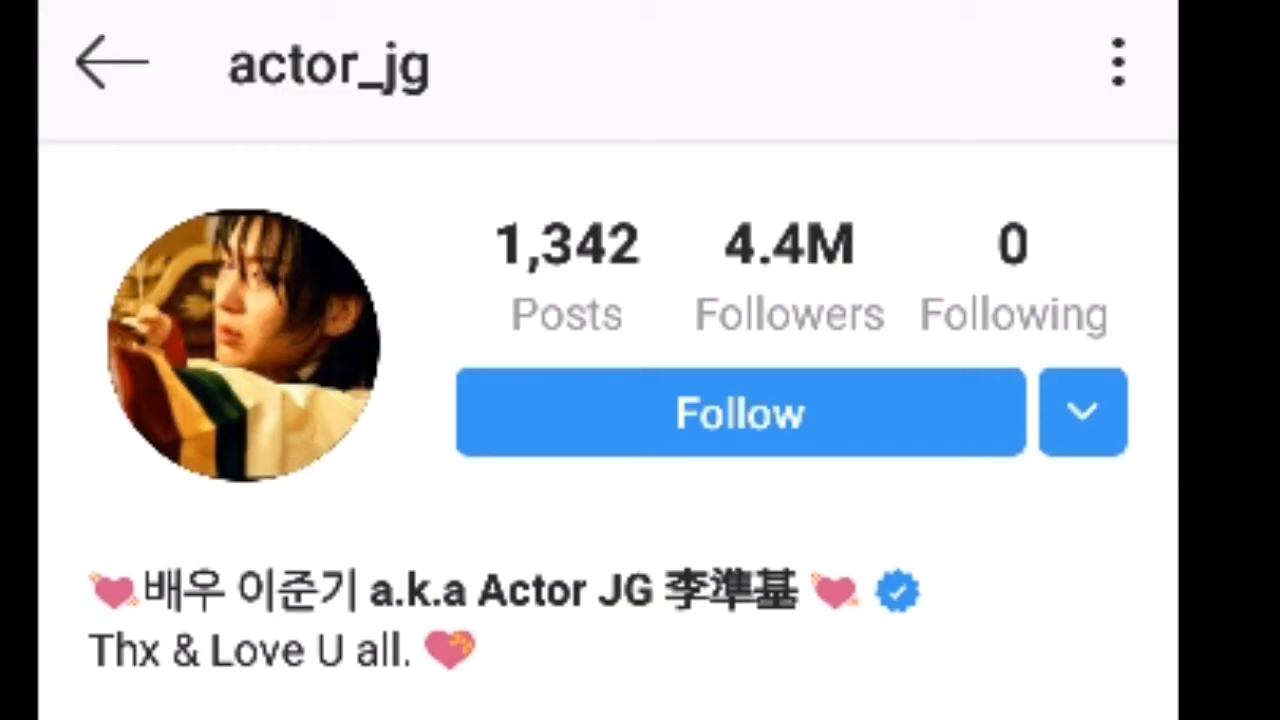 actor_jg
1,342 4.4M 0
Posts Followers Following
Follow
💘배우 이준기 a.k.a Actor JG 李準基 💘
Thx & Love U all. 💝